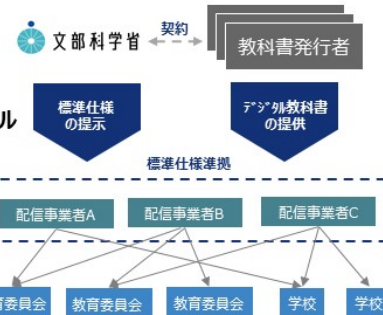 文部科学省
契約
教科書発行者
ル
標準仕様
の提示
デジタル教科書
の提供
標準仕様準拠
配信事業者A
配信事業者B
配信事業者C
育委員会
教育委員会
教育委員会
学校
学校